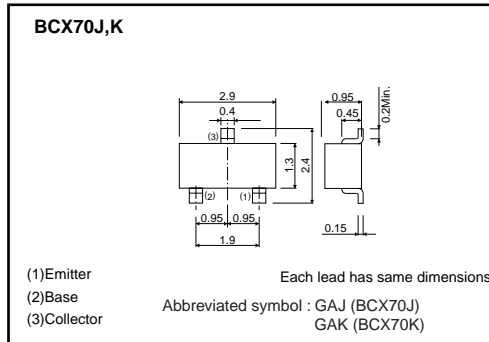 BCX70J,K
2.9
0.4
(3)
1.3
2.4
(2)
(1)
0.95
0.95
1.9
0.95
0.45
0.2Min.
0.15
(1)Emitter
(2)Base
(3)Collector
Each lead has same dimensions
Abbreviated symbol : GAJ (BCX70J)
GAK (BCX70K)